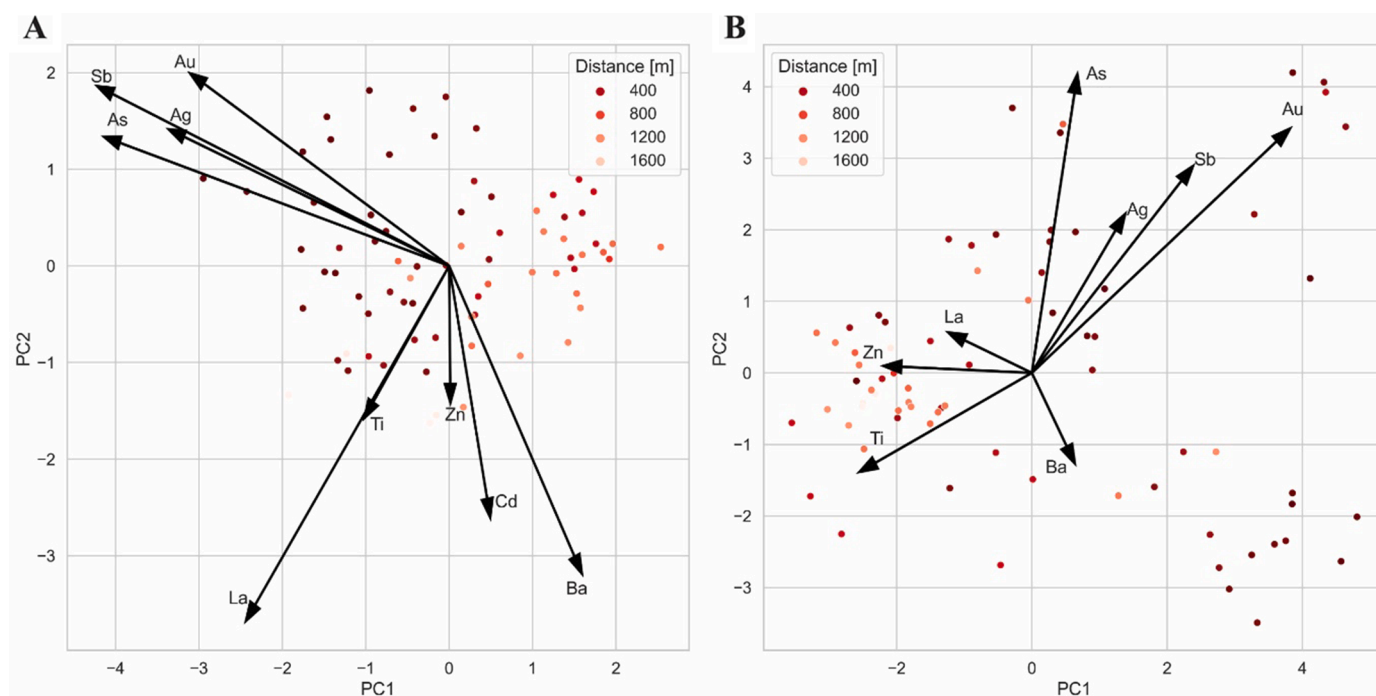 A
Distance [m]
400
800
1200
1600
Au
Sb
Ag
As
Ti
Zn
Cd
Ba
La
2
1
0
−1
−2
−3
PC2
−4
−3
−2
−1
0
1
2
PC1
B
Distance [m]
400
800
1200
1600
As
Au
Sb
Ag
La
Zn
Ti
Ba
4
3
2
1
0
−1
−2
−3
PC2
−2
0
2
4
PC1